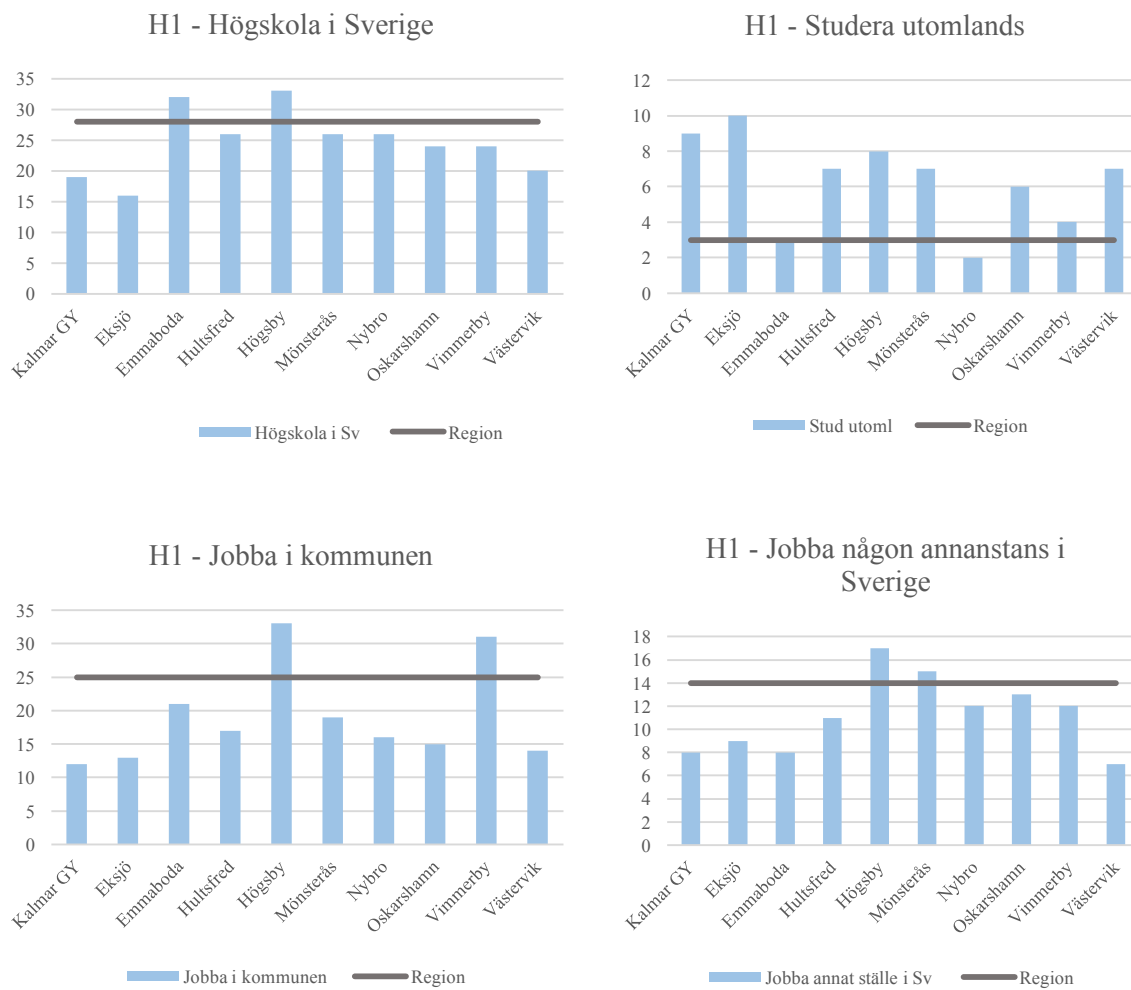 H1 - Högskola i Sverige
35
30
25
20
15
10
5
0
Kalmar GY
Eksjö
Emmaboda
Hultsfred
Högsby
Mönsterås
Nybro
Oskarshamn
Vimmerby
Västervik
Högskola i Sv Region
H1 - Studera utomlands
12
10
8
6
4
2
0
Kalmar GY
Eksjö
Emmaboda
Hultsfred
Högsby
Mönsterås
Nybro
Oskarshamn
Vimmerby
Västervik
Stud utoml Region
H1 - Jobba i kommunen
35
30
25
20
15
10
5
0
Kalmar GY
Eksjö
Emmaboda
Hultsfred
Högsby
Mönsterås
Nybro
Oskarshamn
Vimmerby
Västervik
Jobba i kommunen Region
H1 - Jobba någon annanstans i
Sverige
18
16
14
12
10
8
6
4
2
0
Kalmar GY
Eksjö
Emmaboda
Hultsfred
Högsby
Mönsterås
Nybro
Oskarshamn
Vimmerby
Västervik
Jobba annat ställe i Sv Region